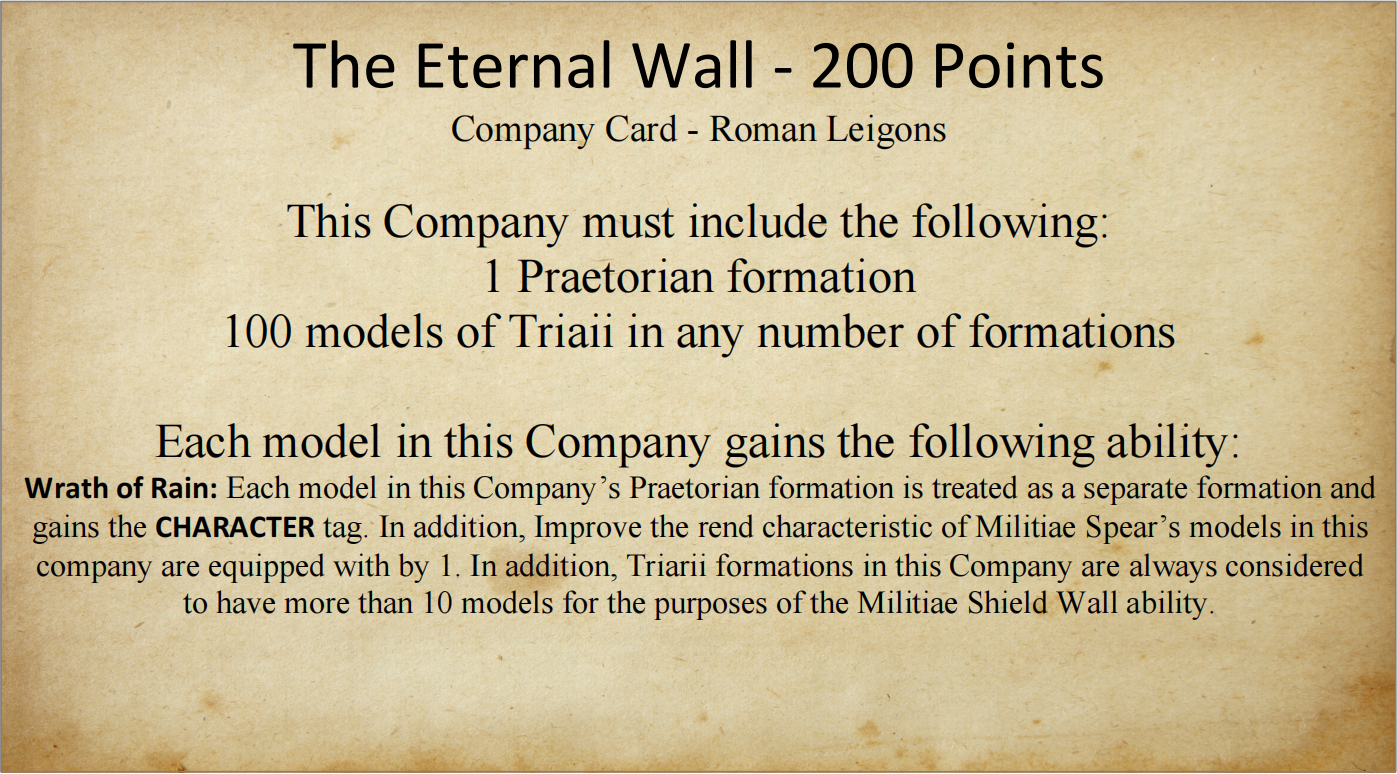 The Eternal Wall - 200 Points
Company Card - Roman Leigons
This Company must include the following:
1 Praetorian formation
100 models of Triaii in any number of formations
Each model in this Company gains the following ability:
Wrath of Rain: Each model in this Company’s Praetorian formation is treated as a separate formation and
gains the CHARACTER tag. In addition, Improve the rend characteristic of Militiae Spear’s models in this
company are equipped with by 1. In addition, Triarii formations in this Company are always considered
to have more than 10 models for the purposes of the Militiae Shield Wall ability.